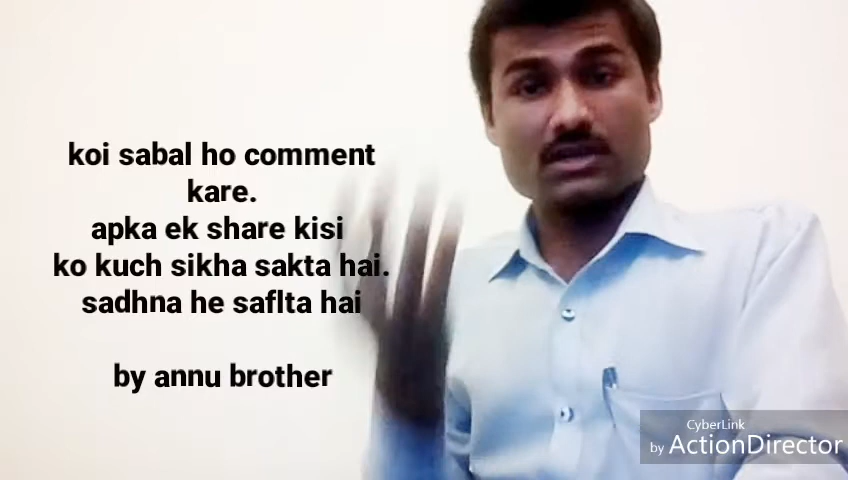 koi sabal ho comment
kare.
apka ek share kisi
ko kuch sikha sakta hai.
sadhna he saflta hai
by annu brother
CyberLink
by ActionDirector